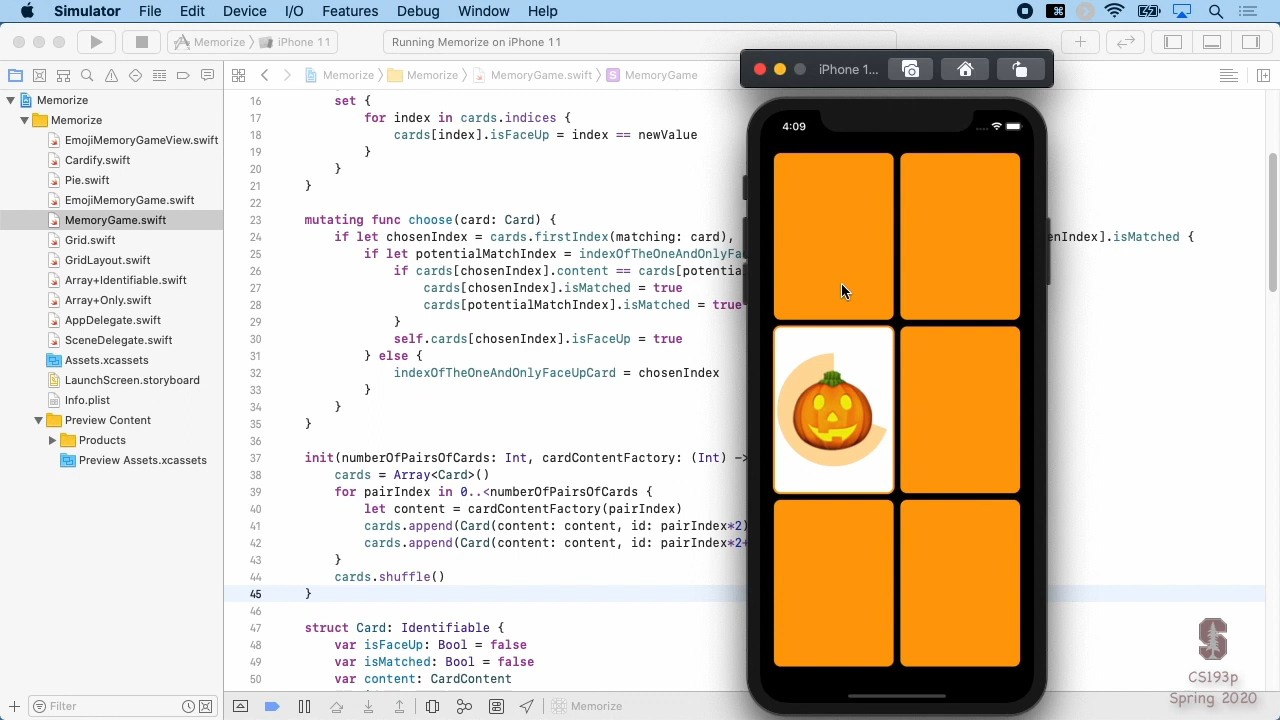 Simulator File Edit Device I/O Features Debug Window Help
Memorize iPhone 11 Running Memorize on iPhone 11
iPhone 1...
Memorize Memorize MemoryGame.swift S MemoryGame
Memorize
Memorize
EmojiMemoryGameView.swift
Cardify.swift
Pie.swift
EmojiMemoryGame.swift
MemoryGame.swift
Grid.swift
GridLayout.swift
Array+Identifiable.swift
Array+Only.swift
AppDelegate.swift
SceneDelegate.swift
Assets.xcassets
LaunchScreen.storyboard
Info.plist
Preview Content
Products
Preview Assets.xcassets
Filter
16 set {
17 for index in cards.indices {
18 cards[index].isFaceUp = index == newValue
19 }
20 }
21 }
22
23 mutating func choose(card: Card) {
24 if let chosenIndex = cards.firstIndex(matching: card), enIndex].isMatched {
25 if let potentialMatchIndex = indexOfTheOneAndOnlyFa
26 if cards[chosenIndex].content == cards[potentia
27 cards[chosenIndex].isMatched = true
28 cards[potentialMatchIndex].isMatched = true
29 }
30 self.cards[chosenIndex].isFaceUp = true
31 } else {
32 indexOfTheOneAndOnlyFaceUpCard = chosenIndex
33 }
34 }
35 }
36
37 init(numberOfPairsOfCards: Int, cardContentFactory: (Int) ->
38 cards = Array<Card>()
39 for pairIndex in 0..<numberOfPairsOfCards {
40 let content = cardContentFactory(pairIndex)
41 cards.append(Card(content: content, id: pairIndex*2)
42 cards.append(Card(content: content, id: pairIndex*2+
43 }
44 cards.shuffle()
45 }
46
47 struct Card: Identifiable {
48 var isFaceUp: Bool = false
49 var isMatched: Bool = false
50 var content: CardContent
Memorize
4:09
CS193p
Spring 2020